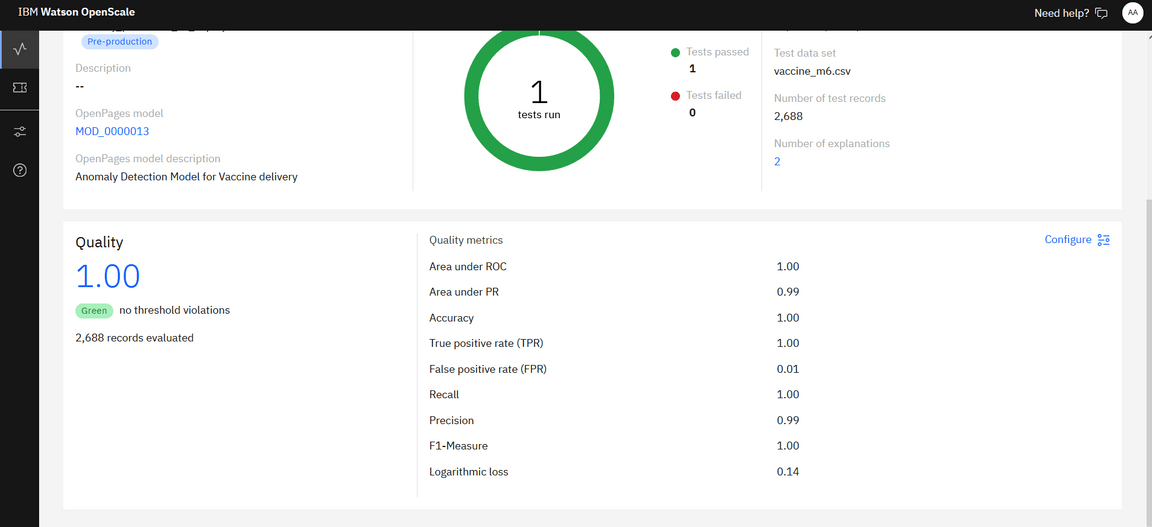 IBM Watson OpenScale
Need help?
AA
Pre-production
Description
--
OpenPages model
MOD_0000013
OpenPages model description
Anomaly Detection Model for Vaccine delivery
1
tests run
Tests passed
1
Tests failed
0
Test data set
vaccine_m6.csv
Number of test records
2,688
Number of explanations
2
Quality
1.00
Green no threshold violations
2,688 records evaluated
Quality metrics
Configure
Area under ROC 1.00
Area under PR 0.99
Accuracy 1.00
True positive rate (TPR) 1.00
False positive rate (FPR) 0.01
Recall 1.00
Precision 0.99
F1-Measure 1.00
Logarithmic loss 0.14